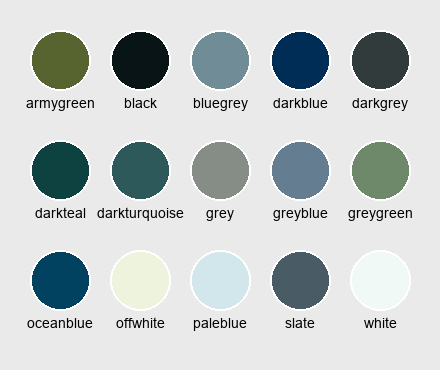 armygreen black bluegrey darkblue darkgrey
darkteal darkturquoise grey greyblue greygreen
oceanblue offwhite paleblue slate white